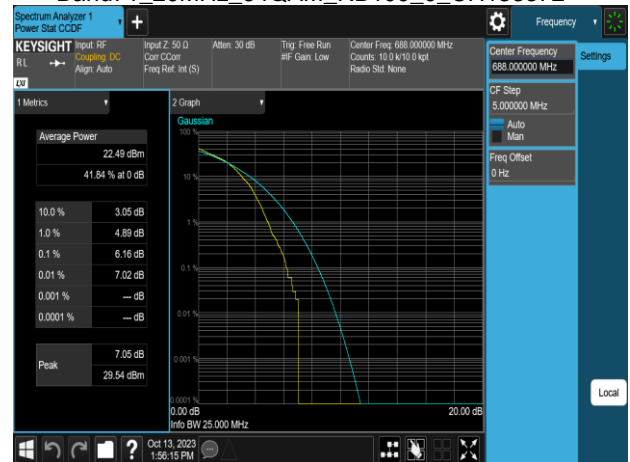 Spectrum Analyzer 1
Power Stat CCDF
Frequency
KEYSIGHT
RL
LXI
Input: RF
Coupling: DC
Align: Auto
Input Z: 50 Ω
Corr CCorr
Freq Ref: Int (S)
Atten: 30 dB
Trig: Free Run
#IF Gain: Low
Center Freq: 688.000000 MHz
Counts: 10.0 k/10.0 kpt
Radio Std: None
Center Frequency
688.000000 MHz
Settings
CF Step
5.000000 MHz
Auto
Man
Freq Offset
0 Hz
1 Metrics
Average Power
22.49 dBm
41.84 % at 0 dB
10.0 % 3.05 dB
1.0 % 4.89 dB
0.1 % 6.16 dB
0.01 % 7.02 dB
0.001 % --- dB
0.0001 % --- dB
Peak 7.05 dB
29.54 dBm
2 Graph
Gaussian
100 %
10 %
1 %
0.1 %
0.01 %
0.001 %
0.0001 %
0.00 dB 20.00 dB
Info BW 25.000 MHz
Local
?
Oct 13, 2023
1:56:15 PM